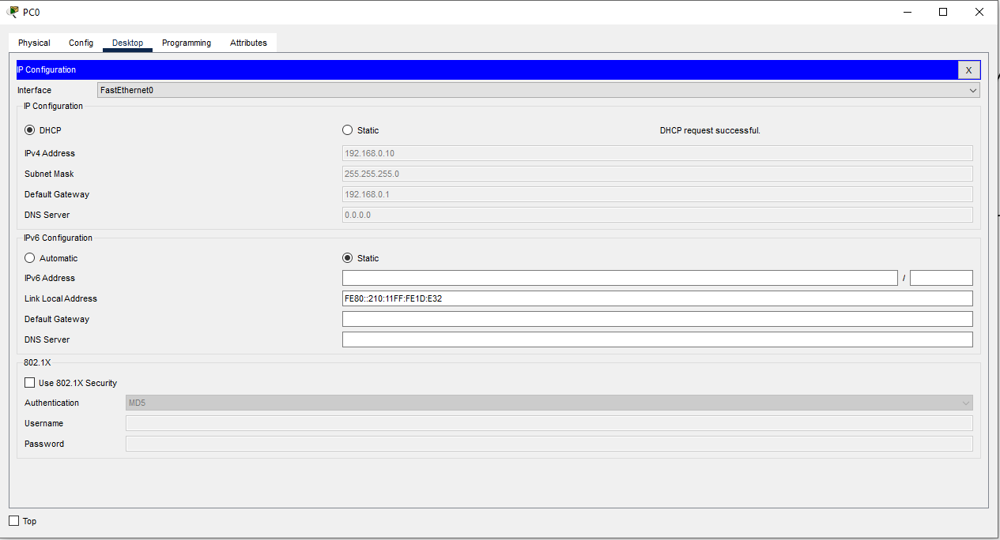 PC0
Physical Config Desktop Programming Attributes
IP Configuration X
Interface FastEthernet0
IP Configuration
DHCP Static DHCP request successful.
IPv4 Address 192.168.0.10
Subnet Mask 255.255.255.0
Default Gateway 192.168.0.1
DNS Server 0.0.0.0
IPv6 Configuration
Automatic Static
IPv6 Address /
Link Local Address FE80::210:11FF:FE1D:E32
Default Gateway
DNS Server
802.1X
Use 802.1X Security
Authentication MD5
Username
Password
Top